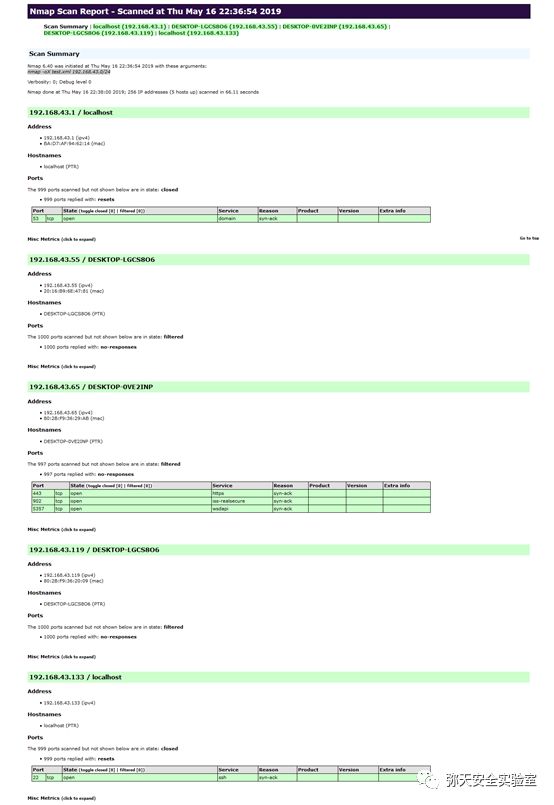 Nmap Scan Report - Scanned at Thu May 16 22:36:54 2019
Scan Summary : localhost (192.168.43.1) : DESKTOP-LGCS8O6 (192.168.43.55) : DESKTOP-0VE2INP (192.168.43.65) :
DESKTOP-LGCS8O6 (192.168.43.119) : localhost (192.168.43.133)
Scan Summary
Nmap 6.40 was initiated at Thu May 16 22:36:54 2019 with these arguments:
nmap -oX test.xml 192.168.43.0/24
Verbosity: 0; Debug level 0
Nmap done at Thu May 16 22:38:00 2019; 256 IP addresses (5 hosts up) scanned in 66.11 seconds
192.168.43.1 / localhost
Address
• 192.168.43.1 (ipv4)
• BA:D7:AF:94:62:14 (mac)
Hostnames
• localhost (PTR)
Ports
The 999 ports scanned but not shown below are in state: closed
• 999 ports replied with: resets
Port State (toggle closed [0] | filtered [0]) Service Reason Product Version Extra info
53 tcp open domain syn-ack
Misc Metrics (click to expand)
Go to top
192.168.43.55 / DESKTOP-LGCS8O6
Address
• 192.168.43.55 (ipv4)
• 20:16:B9:6E:47:81 (mac)
Hostnames
• DESKTOP-LGCS8O6 (PTR)
Ports
The 1000 ports scanned but not shown below are in state: filtered
• 1000 ports replied with: no-responses
Misc Metrics (click to expand)
192.168.43.65 / DESKTOP-0VE2INP
Address
• 192.168.43.65 (ipv4)
• 80:2B:F9:36:29:AB (mac)
Hostnames
• DESKTOP-0VE2INP (PTR)
Ports
The 997 ports scanned but not shown below are in state: filtered
• 997 ports replied with: no-responses
Port State (toggle closed [0] | filtered [0]) Service Reason Product Version Extra info
443 tcp open https syn-ack
902 tcp open iss-realsecure syn-ack
5357 tcp open wsdapi syn-ack
Misc Metrics (click to expand)
192.168.43.119 / DESKTOP-LGCS8O6
Address
• 192.168.43.119 (ipv4)
• 80:2B:F9:36:20:09 (mac)
Hostnames
• DESKTOP-LGCS8O6 (PTR)
Ports
The 1000 ports scanned but not shown below are in state: filtered
• 1000 ports replied with: no-responses
Misc Metrics (click to expand)
192.168.43.133 / localhost
Address
• 192.168.43.133 (ipv4)
Hostnames
• localhost (PTR)
Ports
The 999 ports scanned but not shown below are in state: closed
• 999 ports replied with: resets
Port State (toggle closed [0] | filtered [0]) Service Reason Product Version Extra info
22 tcp open ssh syn-ack
弥天安全实验室
Misc Metrics (click to expand)